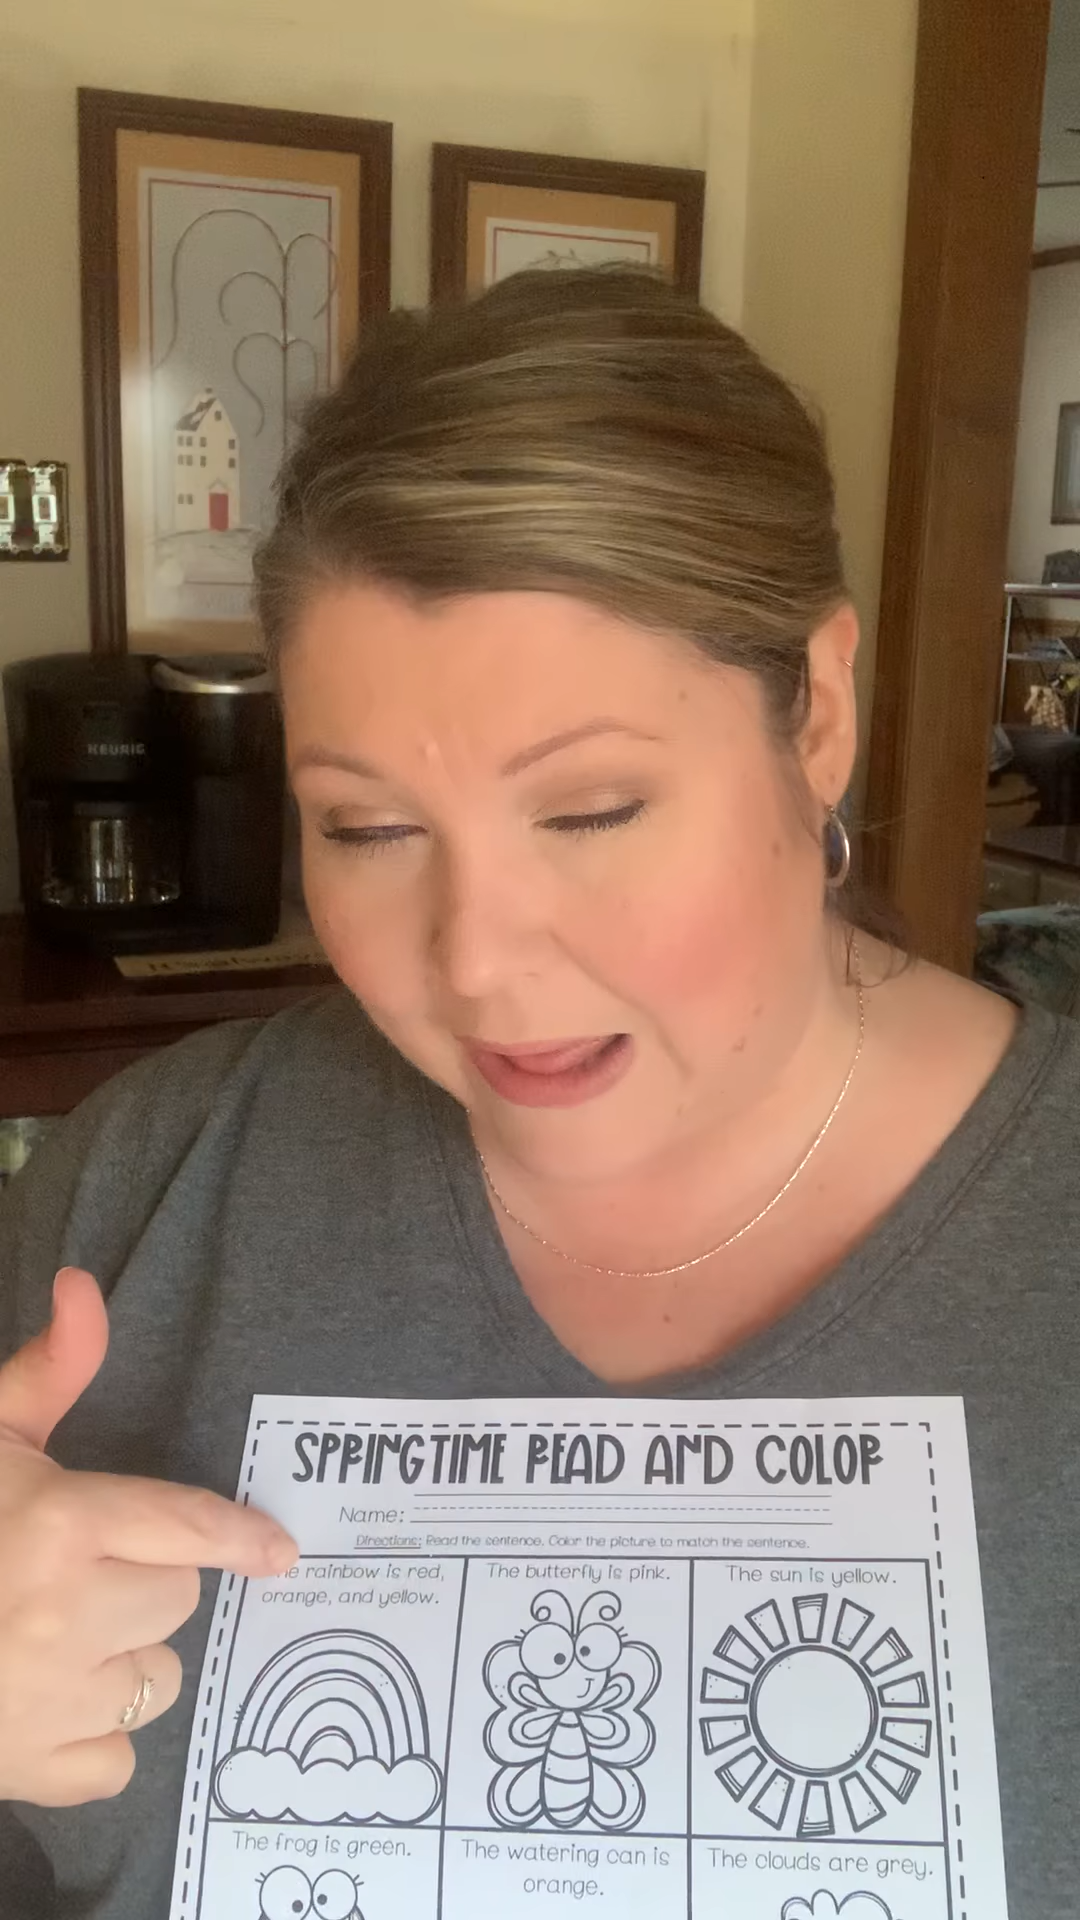 KEURIG
SPRINGTIME READ AND COLOR
Name:
Directions: Read the sentence. Color the picture to match the sentence.
rainbow is red,
orange, and yellow.
The butterfly is pink.
The sun is yellow.
The frog is green.
The watering can is
orange.
The clouds are grey.